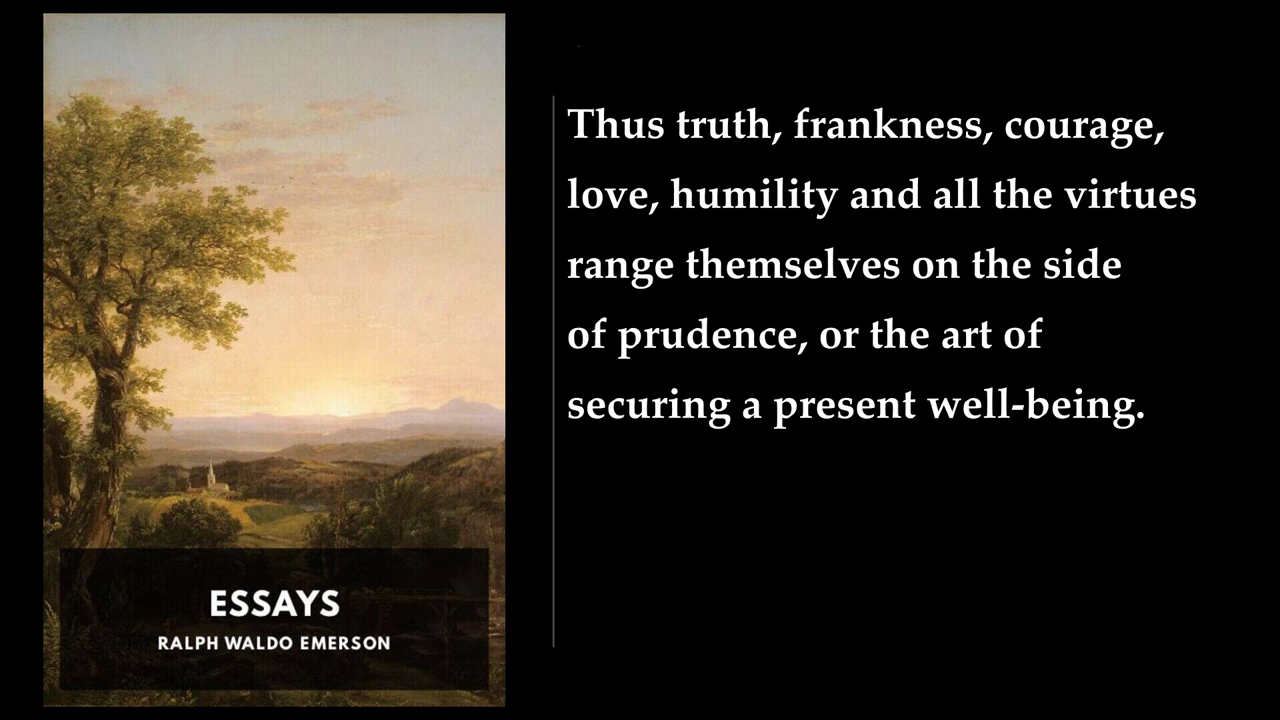 Thus truth, frankness, courage,
love, humility and all the virtues
range themselves on the side
of prudence, or the art of
securing a present well-being.
ESSAYS
RALPH WALDO EMERSON